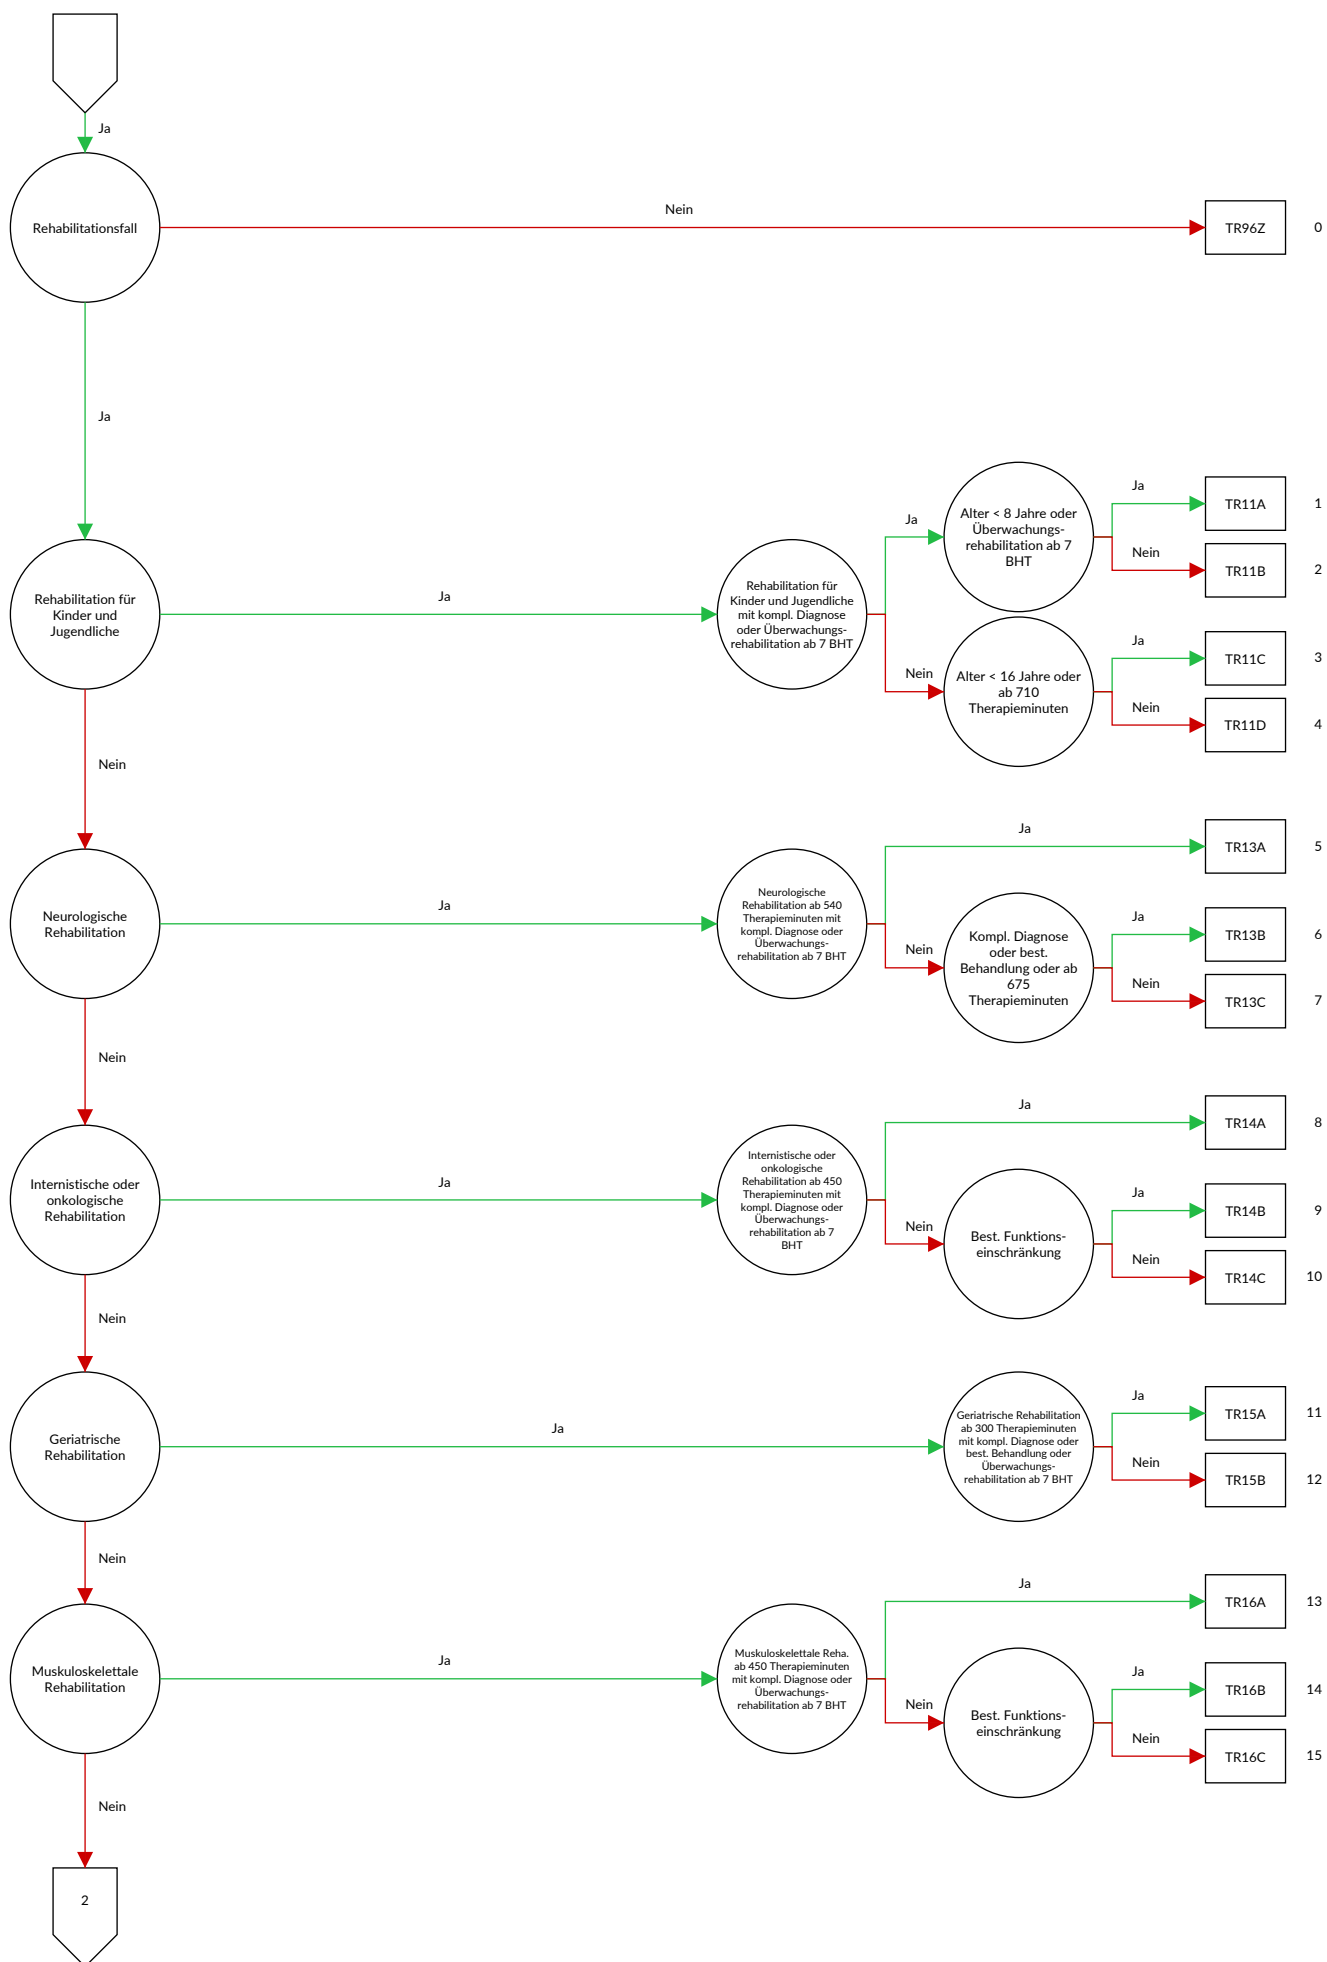 Ja
Rehabilitationsfall
Nein
TR96Z
0
Ja
Rehabilitation für
Kinder und
Jugendliche
Ja
Rehabilitation für
Kinder und Jugendliche
mit kompl. Diagnose
oder Überwachungs-
rehabilitation ab 7 BHT
Ja
Alter < 8 Jahre oder
Überwachungs-
rehabilitation ab 7
BHT
Ja
TR11A
1
Nein
TR11B
2
Nein
Alter < 16 Jahre oder
ab 710
Therapieminuten
Ja
TR11C
3
Nein
TR11D
4
Nein
Neurologische
Rehabilitation
Ja
Neurologische
Rehabilitation ab 540
Therapieminuten mit
kompl. Diagnose oder
Überwachungs-
rehabilitation ab 7 BHT
Ja
TR13A
5
Nein
Kompl. Diagnose
oder best.
Behandlung oder ab
675
Therapieminuten
Ja
TR13B
6
Nein
TR13C
7
Nein
Internistische oder
onkologische
Rehabilitation
Ja
Internistische oder
onkologische
Rehabilitation ab 450
Therapieminuten mit
kompl. Diagnose oder
Überwachungs-
rehabilitation ab 7
BHT
Ja
TR14A
8
Nein
Best. Funktions-
einschränkung
Ja
TR14B
9
Nein
TR14C
10
Nein
Geriatrische
Rehabilitation
Ja
Geriatrische Rehabilitation
ab 300 Therapieminuten
mit kompl. Diagnose oder
best. Behandlung oder
Überwachungs-
rehabilitation ab 7 BHT
Ja
TR15A
11
Nein
TR15B
12
Nein
Muskuloskelettale
Rehabilitation
Ja
Muskuloskelettale Reha.
ab 450 Therapieminuten
mit kompl. Diagnose oder
Überwachungs-
rehabilitation ab 7 BHT
Ja
TR16A
13
Nein
Best. Funktions-
einschränkung
Ja
TR16B
14
Nein
TR16C
15
Nein
2